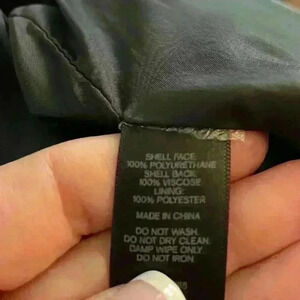 SHELL FACE:
100% POLYURETHANE
SHELL BACK:
100% VISCOSE
LINING:
100% POLYESTER
MADE IN CHINA
DO NOT WASH.
DO NOT DRY CLEAN.
DAMP WIPE ONLY.
DO NOT IRON.